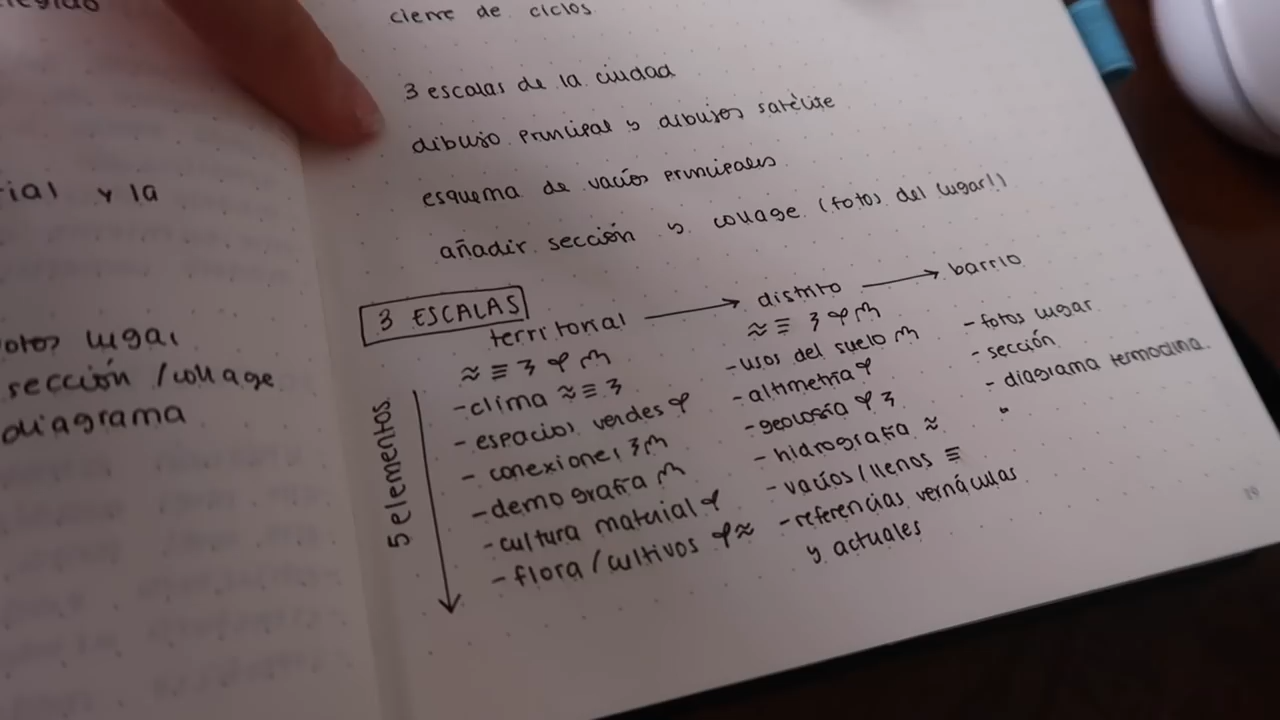 rial y la
fotos lugar
sección / collage
diagrama
cierre de ciclos
3 escalas de la ciudad
dibujo principal y dibujos satélite
esquema de vacíos principales
añadir sección y collage (fotos del lugar!)
3 ESCALAS
territorial → distrito → barrio
5 elementos
≈ ≡
- clima ≈ ≡
- espacios verdes
- conexiones
- demografía
- cultura material
- flora / cultivos ≈
≈ ≡
- usos del suelo
- altimetría
- geología
- hidrografía ≈
- vacíos / llenos ≡
- referencias vernáculas
y actuales
- fotos lugar
- sección
- diagrama termodina.